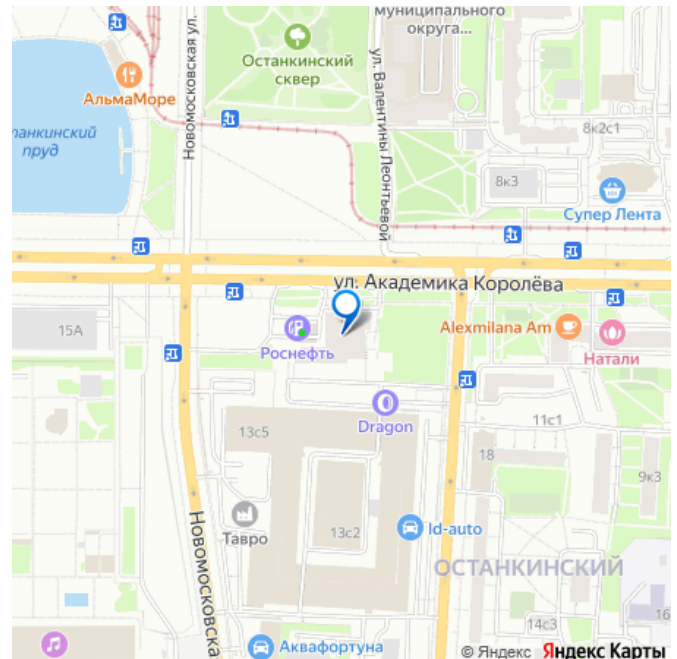 муниципального
округа...
Останкинский
сквер
АльмаМоре
Новомосковская ул.
ул. Валентины Леонтьевой
танкинский
пруд
8к2с1
8к3
Супер Лента
ул. Академика Королёва
15А
Роснефть
Alexmilana Am
Натали
Dragon
13с5
11с1
18
9к3
Тавро
13с2
Id-auto
Новомосковска
ОСТАНКИНСКИЙ
16
14с3
Аквафортуна
© Яндекс Яндекс Карты